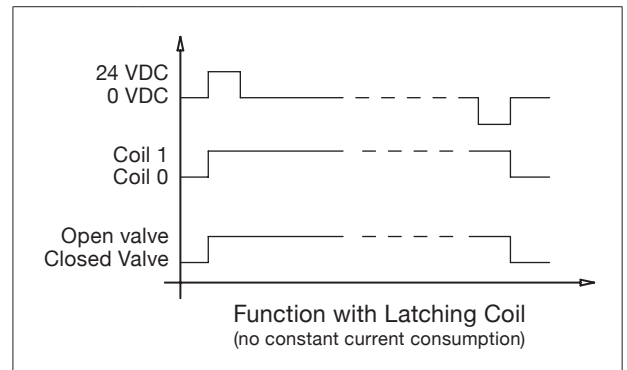 24 VDC
0 VDC
Coil 1
Coil 0
Open valve
Closed Valve
Function with Latching Coil
(no constant current consumption)